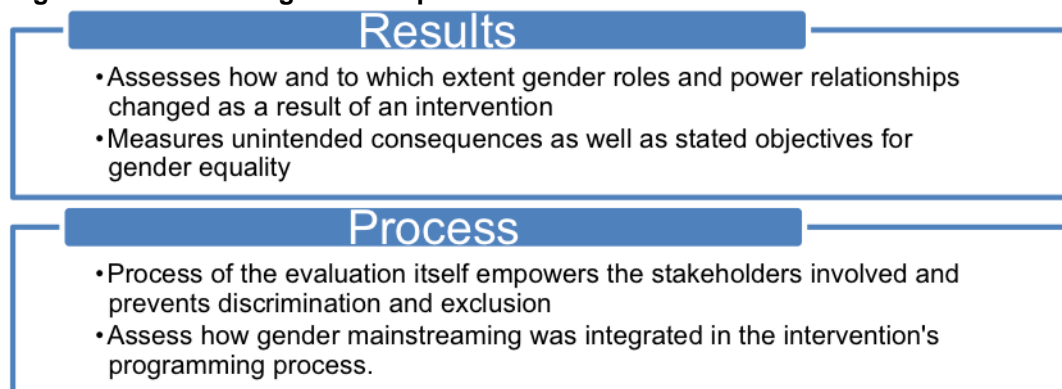 Results
•Assesses how and to which extent gender roles and power relationships
changed as a result of an intervention
•Measures unintended consequences as well as stated objectives for
gender equality
Process
•Process of the evaluation itself empowers the stakeholders involved and
prevents discrimination and exclusion
•Assess how gender mainstreaming was integrated in the intervention's
programming process.